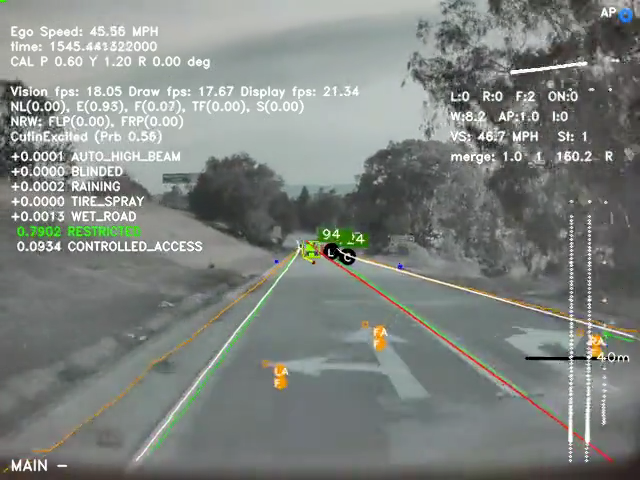 AP
Ego Speed: 45.56 MPH
time: 1545.441322000
CAL P 0.60 Y 1.20 R 0.00 deg
Vision fps: 18.05 Draw fps: 17.67 Display fps: 21.34
NL(0.00), E(0.93), F(0.07), TF(0.00), S(0.00)
NRW: FLP(0.00), FRP(0.00)
CutinExcited (Prb 0.56)
L:0 R:0 F:2 ON:0
W:8.2 AP:1.0 I:0
VS: 46.7 MPH St: 1
merge: 1.0 1 160.2 R
+0.0001 AUTO_HIGH_BEAM
+0.0000 BLINDED
+0.0002 RAINING
+0.0000 TIRE_SPRAY
+0.0013 WET_ROAD
0.7902 RESTRICTED
0.0934 CONTROLLED_ACCESS
94
L C
40m
MAIN -